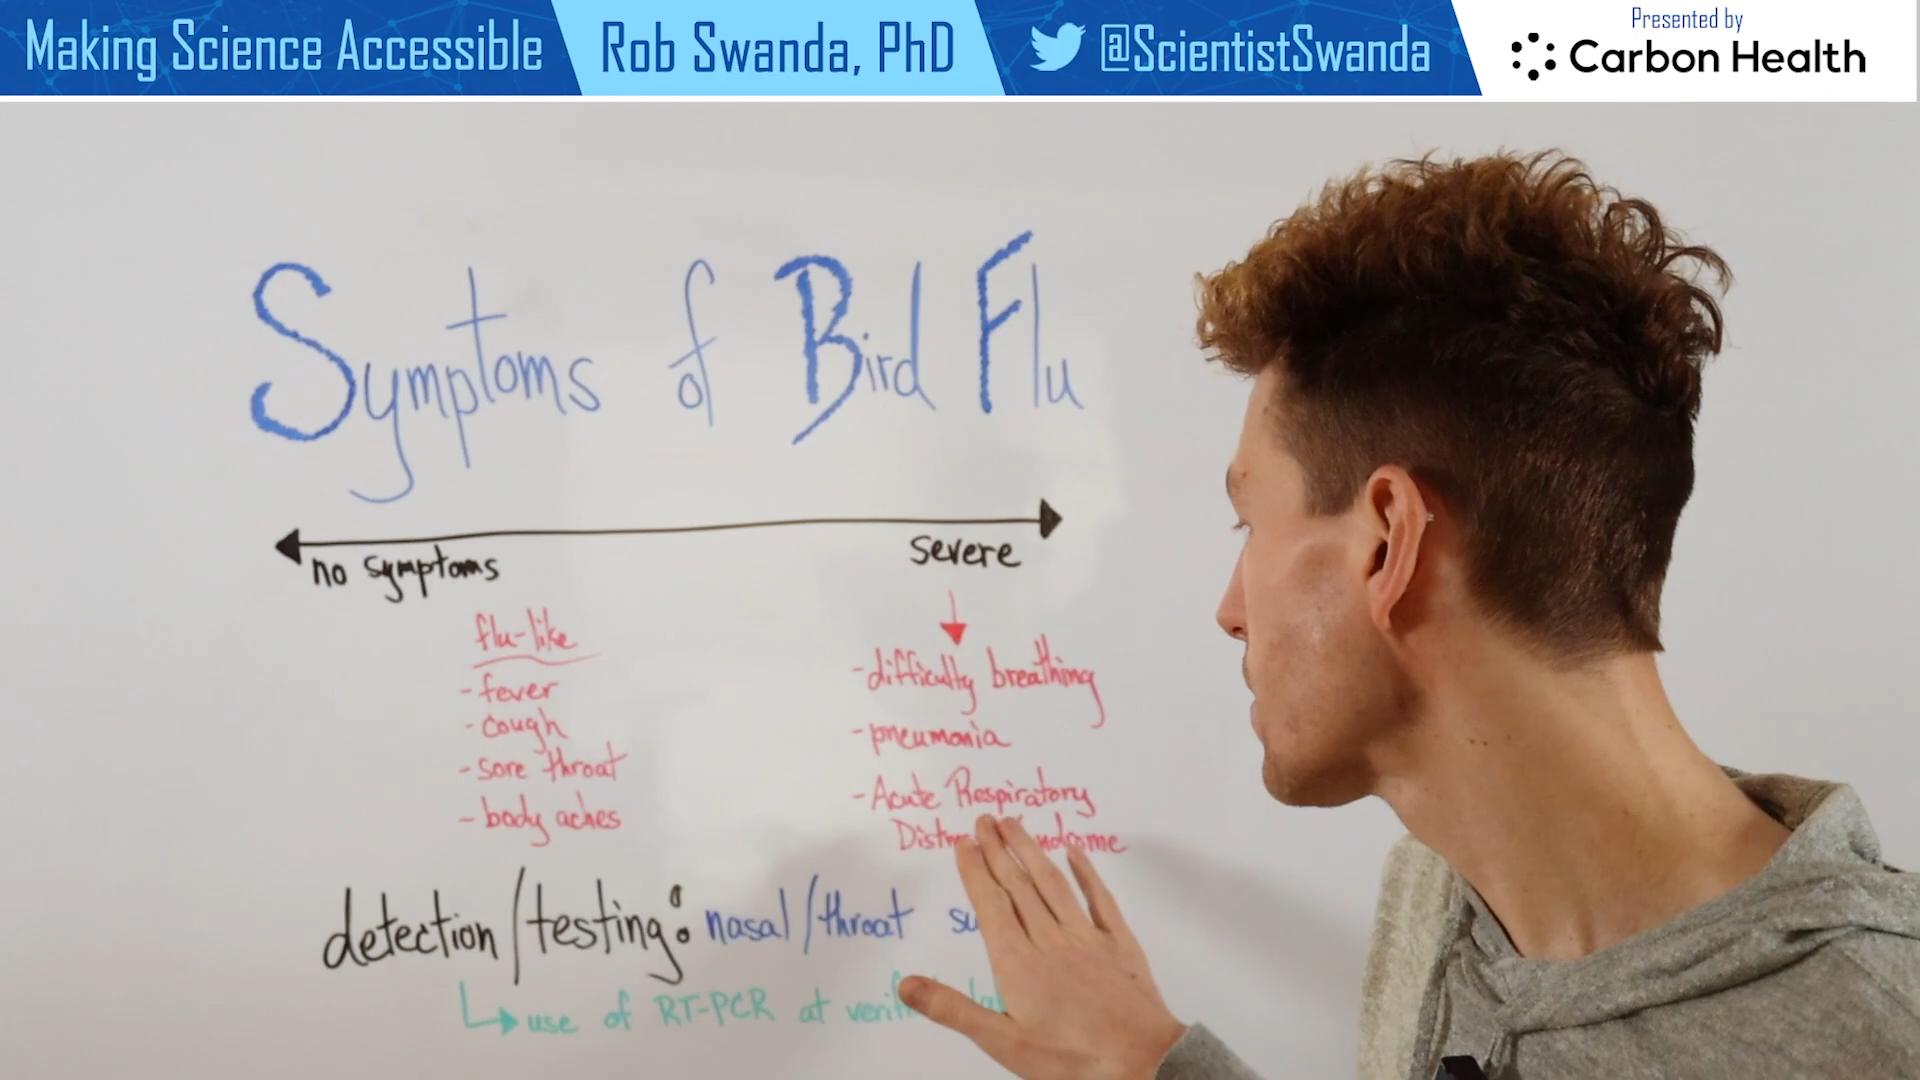 Making Science Accessible
Rob Swanda, PhD
@ScientistSwanda
Presented by
Carbon Health
Symptoms of Bird Flu
no symptoms
severe
flu-like
- fever
- cough
- sore throat
- body aches
- difficulty breathing
- pneumonia
- Acute Respiratory
detection/testing: nasal/throat
use of RT-PCR at